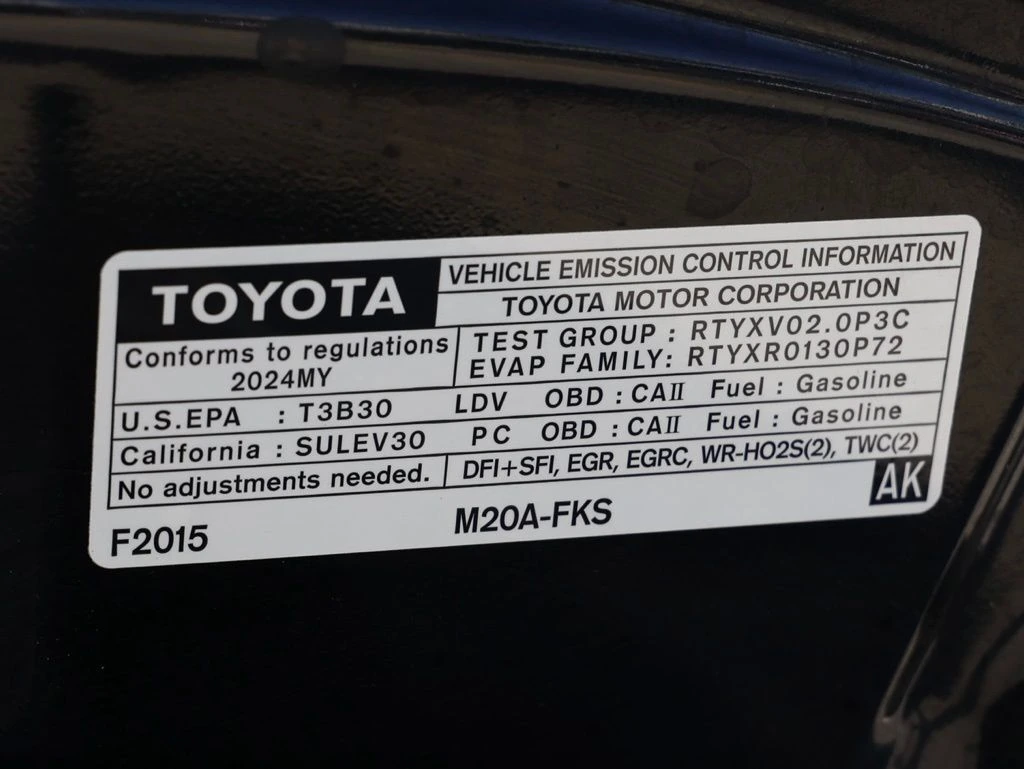 TOYOTA
VEHICLE EMISSION CONTROL INFORMATION
TOYOTA MOTOR CORPORATION
Conforms to regulations
2024MY
TEST GROUP : RTYXV02.0P3C
EVAP FAMILY: RTYXR0130P72
U.S.EPA : T3B30 LDV OBD : CAII Fuel : Gasoline
California : SULEV30 PC OBD : CAII Fuel : Gasoline
No adjustments needed. DFI+SFI, EGR, EGRC, WR-HO2S(2), TWC(2)
F2015 M20A-FKS AK